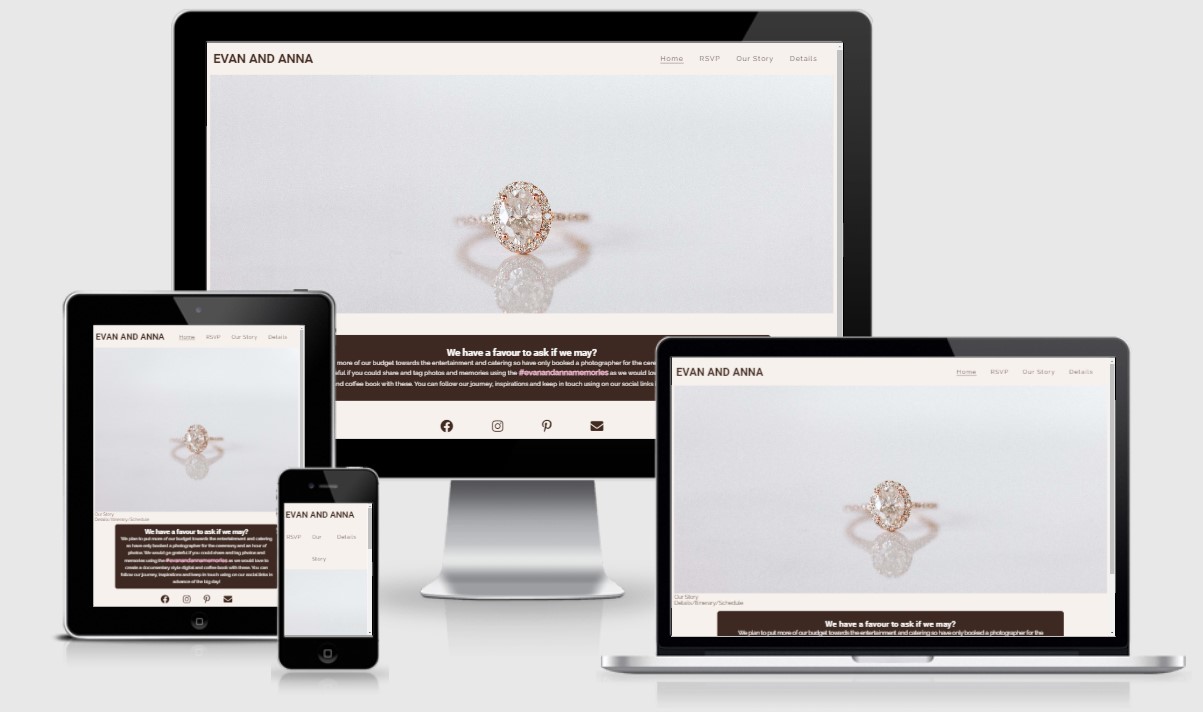 EVAN AND ANNA
Home RSVP Our Story Details
We have a favour to ask if we may?
more of our budget towards the entertainment and catering so have only booked a photographer for the cere
ful if you could share and tag photos and memories using the #evanandannamemories as we would lov
nd coffee book with these. You can follow our journey, inspirations and keep in touch using on our social links i
EVAN AND ANNA
Home RSVP Our Story Details
Our Story
Details/Itinerary/Schedule
We have a favour to ask if we may?
We plan to put more of our budget towards the entertainment and catering
so have only booked a photographer for the ceremony and an hour of
photos. We would go grateful if you could share and tag photos and
memories using the #evanandannamemories as we would love to
create a documentary style digital and coffee book with these. You can
follow our journey, inspirations and keep in touch using on our social links in
advance of the big day!
EVAN AND ANNA
RSVP Our Details
Story
EVAN AND ANNA
Home RSVP Our Story Details
Our Story
Details/Itinerary/Schedule
We have a favour to ask if we may?
We plan to put more of our budget towards the entertainment and catering so have only booked a photographer for the